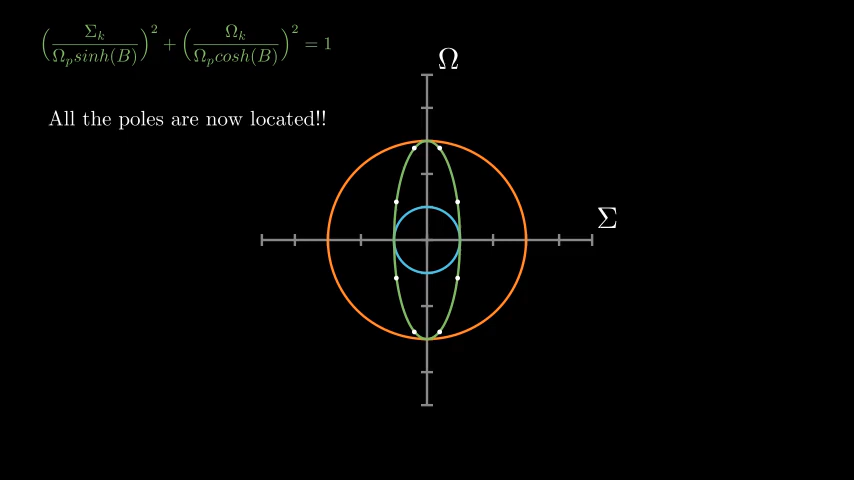 (Σ_k / Ω_p sinh(B))^2 + (Ω_k / Ω_p cosh(B))^2 = 1
Ω
All the poles are now located!!
Σ